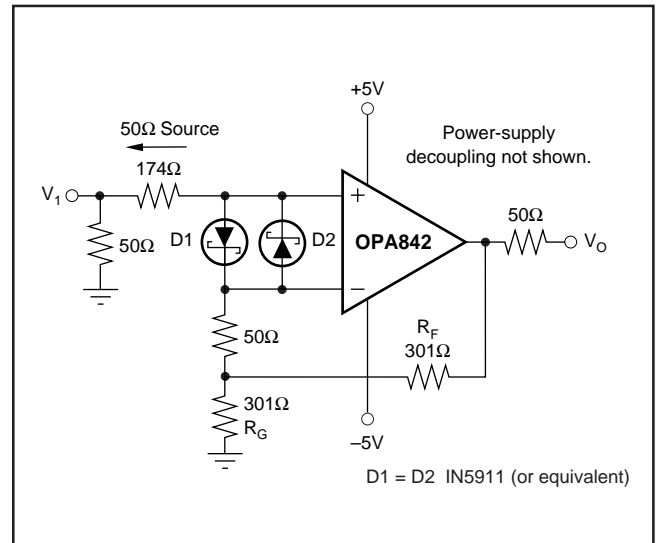 +5V
50Ω Source
Power-supply
decoupling not shown.
174Ω
V1
50Ω
D1
D2
+
OPA842
−
50Ω
VO
50Ω
RF
301Ω
301Ω
RG
–5V
D1 = D2 IN5911 (or equivalent)